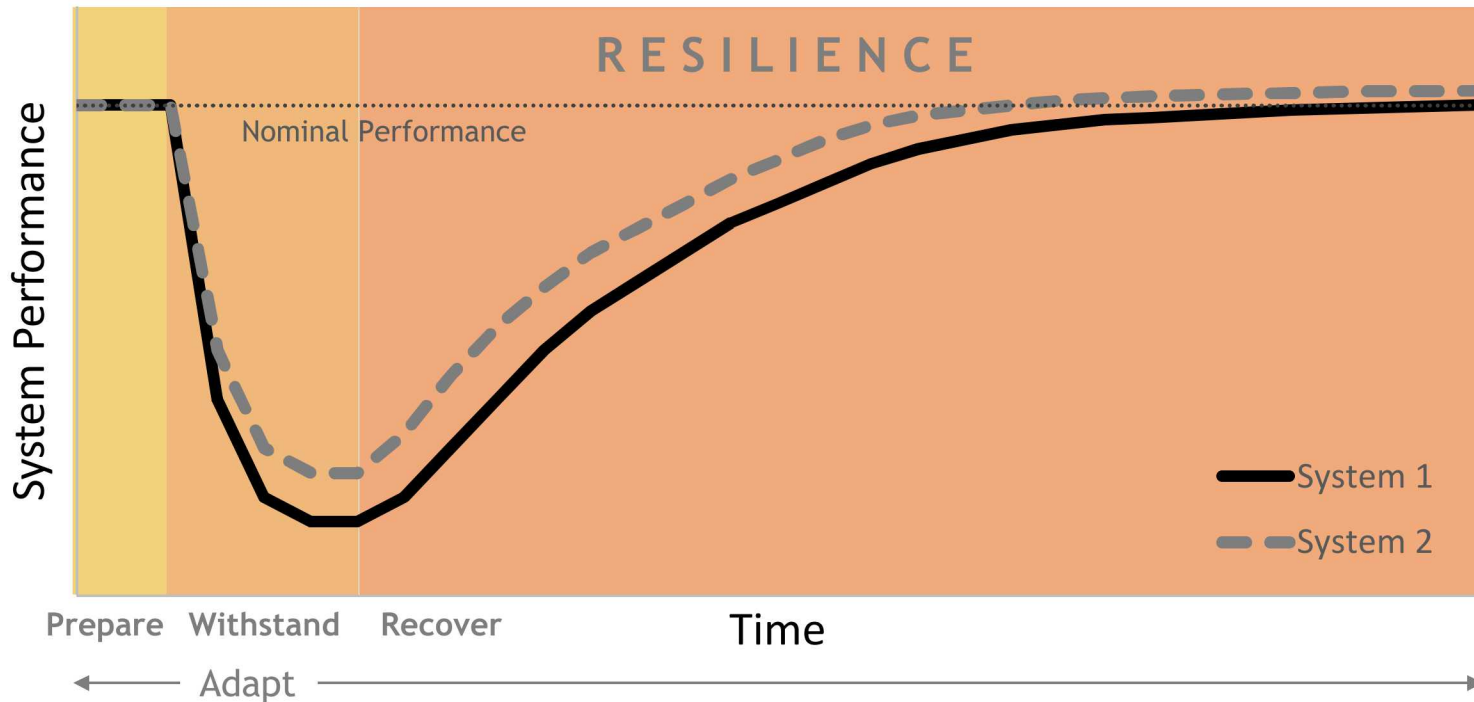 RESILIENCE
Nominal Performance
System Performance
System 1
System 2
Prepare Withstand Recover
Time
Adapt